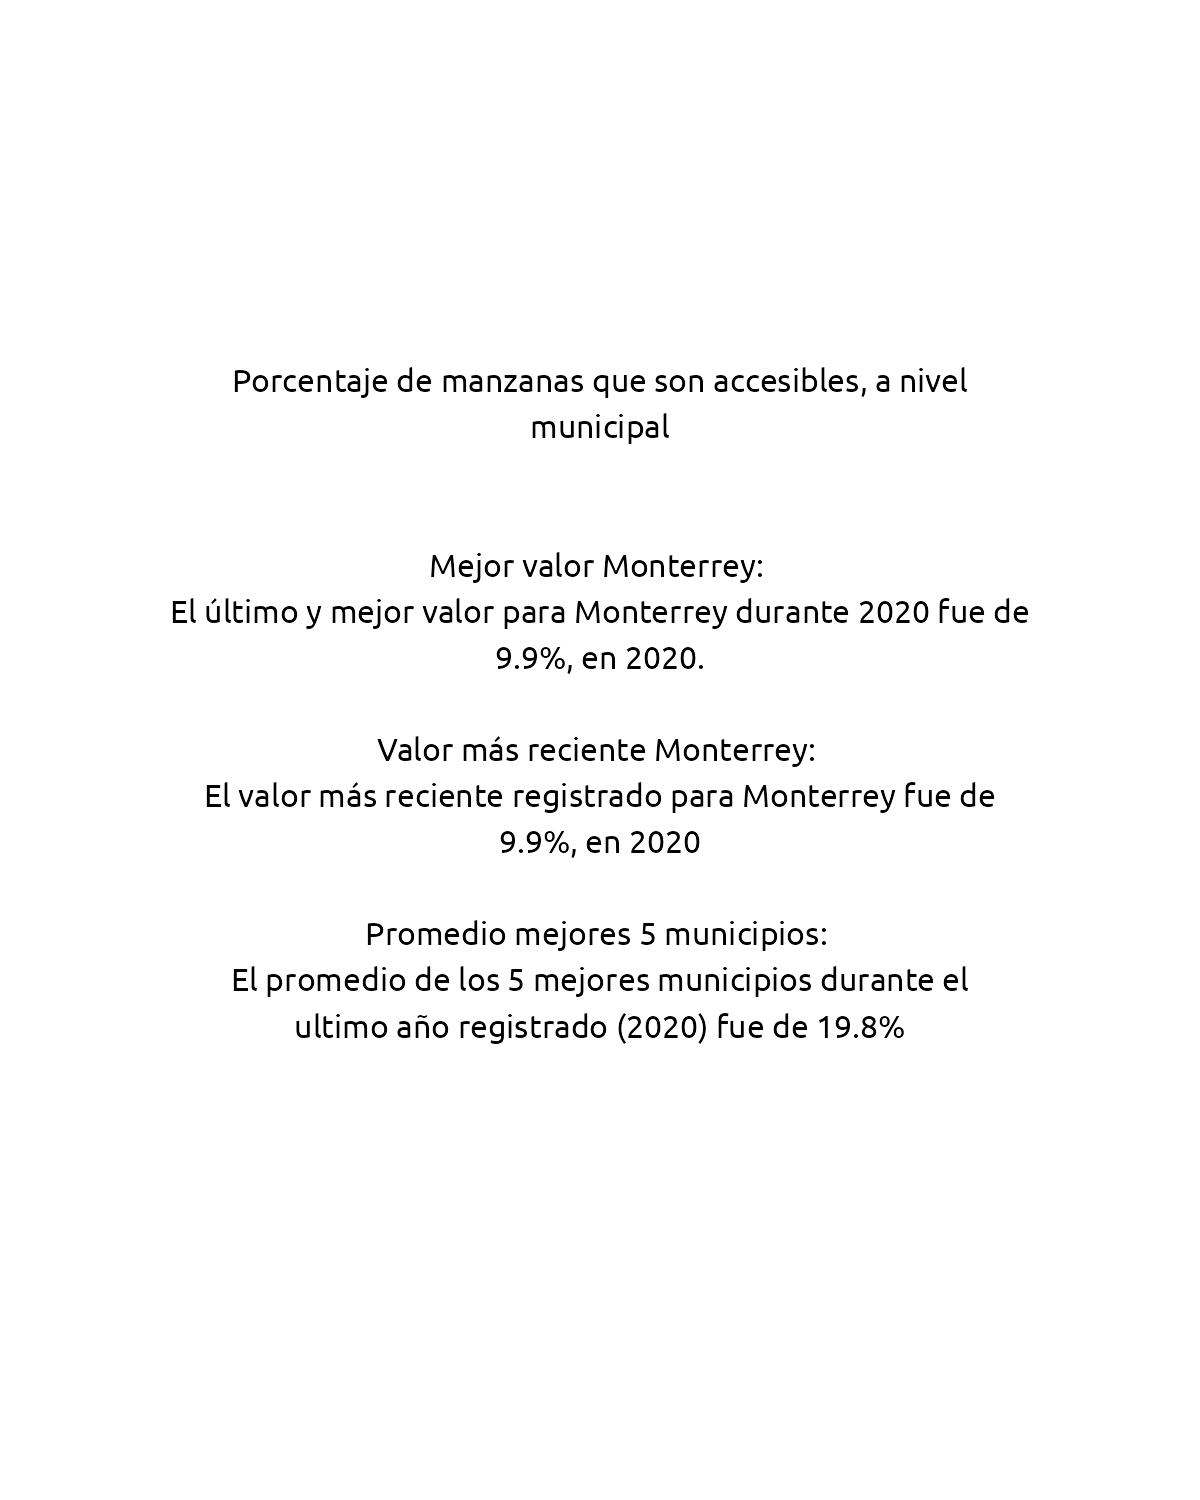 Porcentaje de manzanas que son accesibles, a nivel
municipal
Mejor valor Monterrey:
El último y mejor valor para Monterrey durante 2020 fue de
9.9%, en 2020.
Valor más reciente Monterrey:
El valor más reciente registrado para Monterrey fue de
9.9%, en 2020
Promedio mejores 5 municipios:
El promedio de los 5 mejores municipios durante el
ultimo año registrado (2020) fue de 19.8%